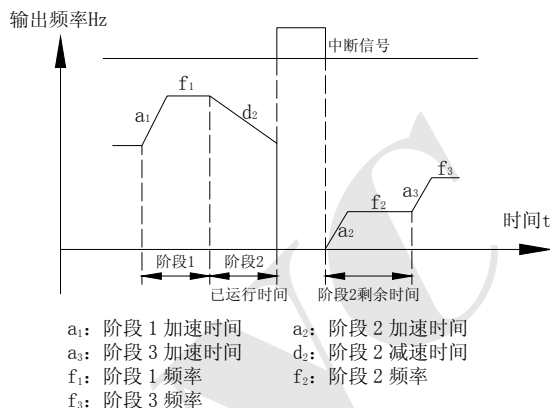 输出频率Hz
中断信号
f₁
a₁
d₂
f₃
a₃
f₂
a₂
时间t
阶段1
阶段2
已运行时间
阶段2剩余时间
a₁: 阶段 1 加速时间
a₂: 阶段 2 加速时间
a₃: 阶段 3 加速时间
d₂: 阶段 2 减速时间
f₁: 阶段 1 频率
f₂: 阶段 2 频率
f₃: 阶段 3 频率